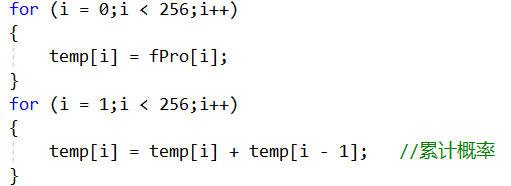 for (i = 0;i < 256;i++)
{
    temp[i] = fPro[i];
}
for (i = 1;i < 256;i++)
{
    temp[i] = temp[i] + temp[i - 1];   //累计概率
}